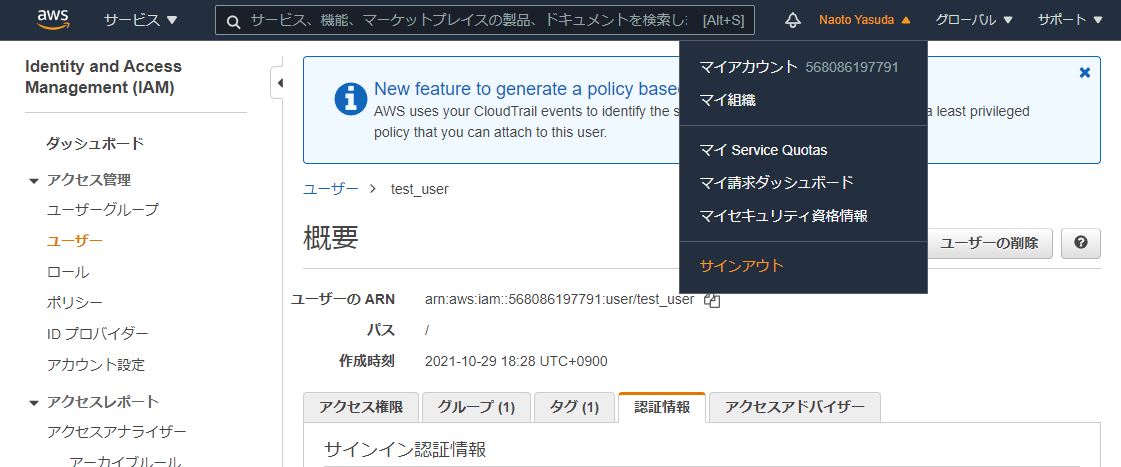 aws
サービス ▼
サービス、機能、マーケットプレイスの製品、ドキュメントを検索しま [Alt+S]
Naoto Yasuda ▲
グローバル ▼
サポート ▼
Identity and Access
Management (IAM)
ダッシュボード
アクセス管理
ユーザーグループ
ユーザー
ロール
ポリシー
ID プロバイダー
アカウント設定
アクセスレポート
アクセスアナライザー
アーカイブルール
New feature to generate a policy base
AWS uses your CloudTrail events to identify the s
a least privileged
policy that you can attach to this user.
マイアカウント 568086197791
マイ組織
マイ Service Quotas
マイ請求ダッシュボード
マイセキュリティ資格情報
サインアウト
ユーザー > test_user
概要
ユーザーの削除
ユーザーの ARN arn:aws:iam::568086197791:user/test_user
パス /
作成時刻 2021-10-29 18:28 UTC+0900
アクセス権限
グループ (1)
タグ (1)
認証情報
アクセスアドバイザー
サインイン認証情報